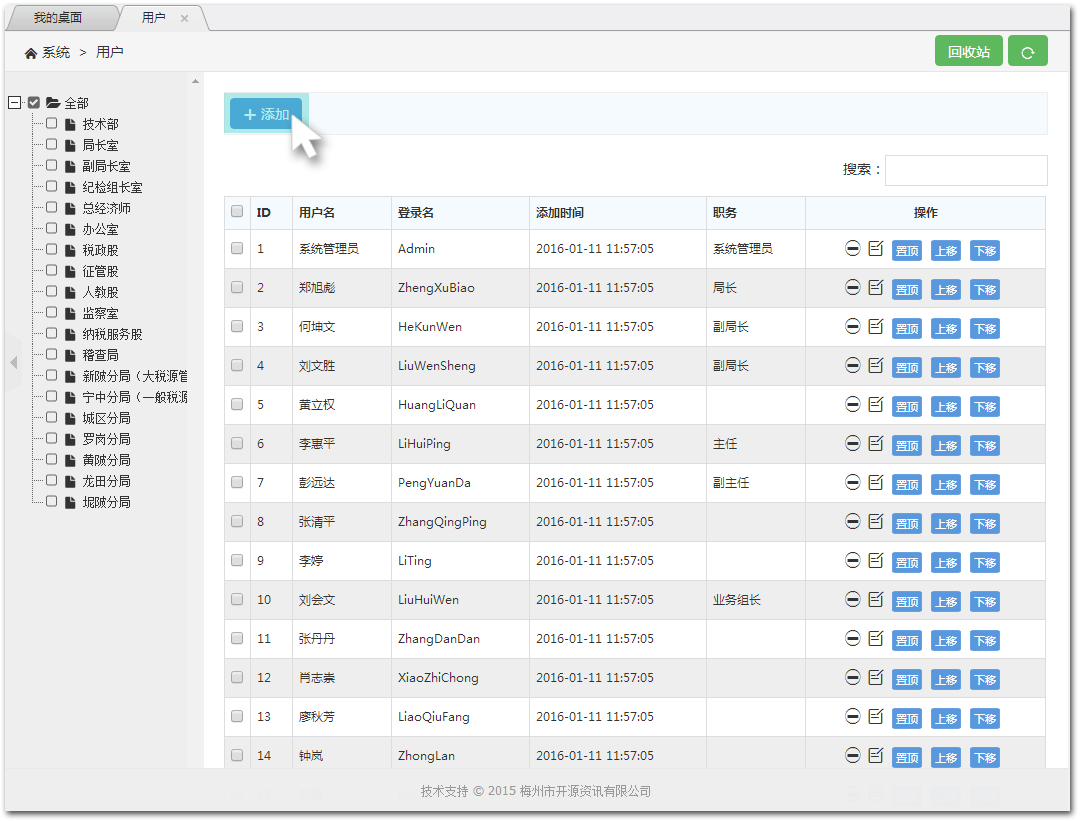 我的桌面 用户 ×
系统 > 用户
回收站
全部
技术部
局长室
副局长室
纪检组长室
总经济师
办公室
税政股
征管股
人教股
监察室
纳税服务股
稽查局
新陂分局（大税源管
宁中分局（一般税源
城区分局
罗岗分局
黄陂分局
龙田分局
坭陂分局
+ 添加
搜索：
ID 用户名 登录名 添加时间 职务 操作
1 系统管理员 Admin 2016-01-11 11:57:05 系统管理员 置顶 上移 下移
2 郑旭彪 ZhengXuBiao 2016-01-11 11:57:05 局长 置顶 上移 下移
3 何坤文 HeKunWen 2016-01-11 11:57:05 副局长 置顶 上移 下移
4 刘文胜 LiuWenSheng 2016-01-11 11:57:05 副局长 置顶 上移 下移
5 黄立权 HuangLiQuan 2016-01-11 11:57:05 置顶 上移 下移
6 李惠平 LiHuiPing 2016-01-11 11:57:05 主任 置顶 上移 下移
7 彭远达 PengYuanDa 2016-01-11 11:57:05 副主任 置顶 上移 下移
8 张清平 ZhangQingPing 2016-01-11 11:57:05 置顶 上移 下移
9 李婷 LiTing 2016-01-11 11:57:05 置顶 上移 下移
10 刘会文 LiuHuiWen 2016-01-11 11:57:05 业务组长 置顶 上移 下移
11 张丹丹 ZhangDanDan 2016-01-11 11:57:05 置顶 上移 下移
12 肖志崇 XiaoZhiChong 2016-01-11 11:57:05 置顶 上移 下移
13 廖秋芳 LiaoQiuFang 2016-01-11 11:57:05 置顶 上移 下移
14 钟岚 ZhongLan 2016-01-11 11:57:05 置顶 上移 下移
技术支持 © 2015 梅州市开源资讯有限公司